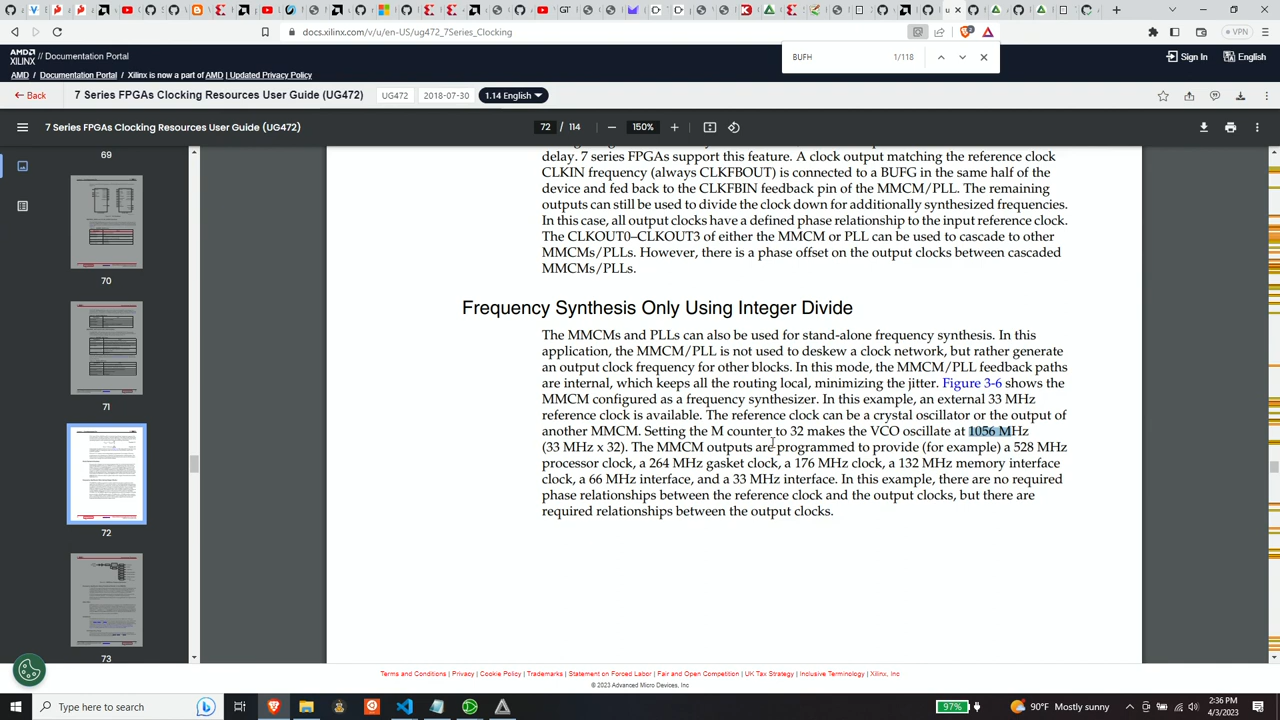 docs.xilinx.com/v/u/en-US/ug472_7Series_Clocking
VPN
BUFH 1/118
AMD XILINX // Documentation Portal
Sign In English
AMD / Documentation Portal / Xilinx is now a part of AMD | Updated Privacy Policy
Back 7 Series FPGAs Clocking Resources User Guide (UG472) UG472 2018-07-30 1.14 English
7 Series FPGAs Clocking Resources User Guide (UG472) 72 / 114 150%
69
70
71
72
73
delay. 7 series FPGAs support this feature. A clock output matching the reference clock
CLKIN frequency (always CLKFBOUT) is connected to a BUFG in the same half of the
device and fed back to the CLKFBIN feedback pin of the MMCM/PLL. The remaining
outputs can still be used to divide the clock down for additionally synthesized frequencies.
In this case, all output clocks have a defined phase relationship to the input reference clock.
The CLKOUT0–CLKOUT3 of either the MMCM or PLL can be used to cascade to other
MMCMs/PLLs. However, there is a phase offset on the output clocks between cascaded
MMCMs/PLLs.
Frequency Synthesis Only Using Integer Divide
The MMCMs and PLLs can also be used for stand-alone frequency synthesis. In this
application, the MMCM/PLL is not used to deskew a clock network, but rather generate
an output clock frequency for other blocks. In this mode, the MMCM/PLL feedback paths
are internal, which keeps all the routing local, minimizing the jitter. Figure 3-6 shows the
MMCM configured as a frequency synthesizer. In this example, an external 33 MHz
reference clock is available. The reference clock can be a crystal oscillator or the output of
another MMCM. Setting the M counter to 32 makes the VCO oscillate at 1056 MHz
(33 MHz x 32). The MMCM outputs are programmed to provide (for example) a 528 MHz
processor clock, a 264 MHz gasket clock, a 176 MHz clock, a 132 MHz memory interface
clock, a 66 MHz interface, and a 33 MHz interface. In this example, there are no required
phase relationships between the reference clock and the output clocks, but there are
required relationships between the output clocks.
Terms and Conditions | Privacy | Cookie Policy | Trademarks | Statement on Forced Labor | Fair and Open Competition | UK Tax Strategy | Inclusive Terminology | Xilinx, Inc
© 2023 Advanced Micro Devices, Inc
Type here to search
97% 90°F Mostly sunny
2:36 PM
4/3/2023